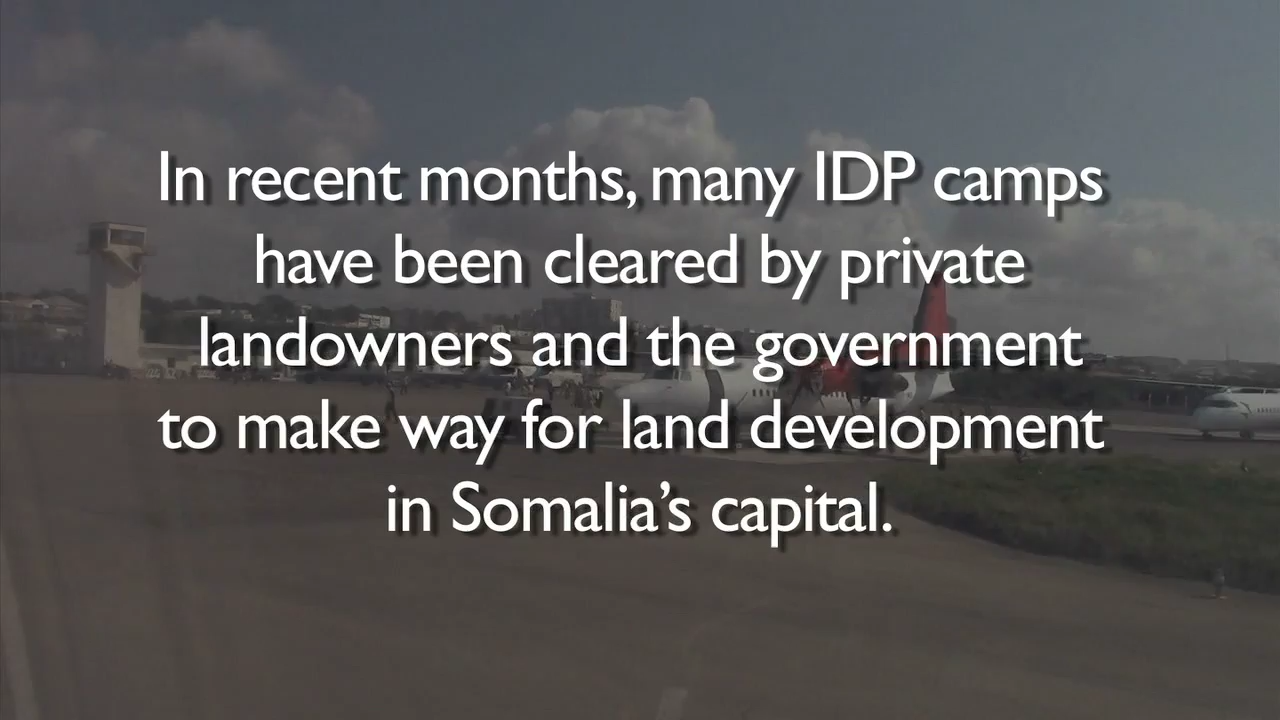 In recent months, many IDP camps
have been cleared by private
landowners and the government
to make way for land development
in Somalia’s capital.